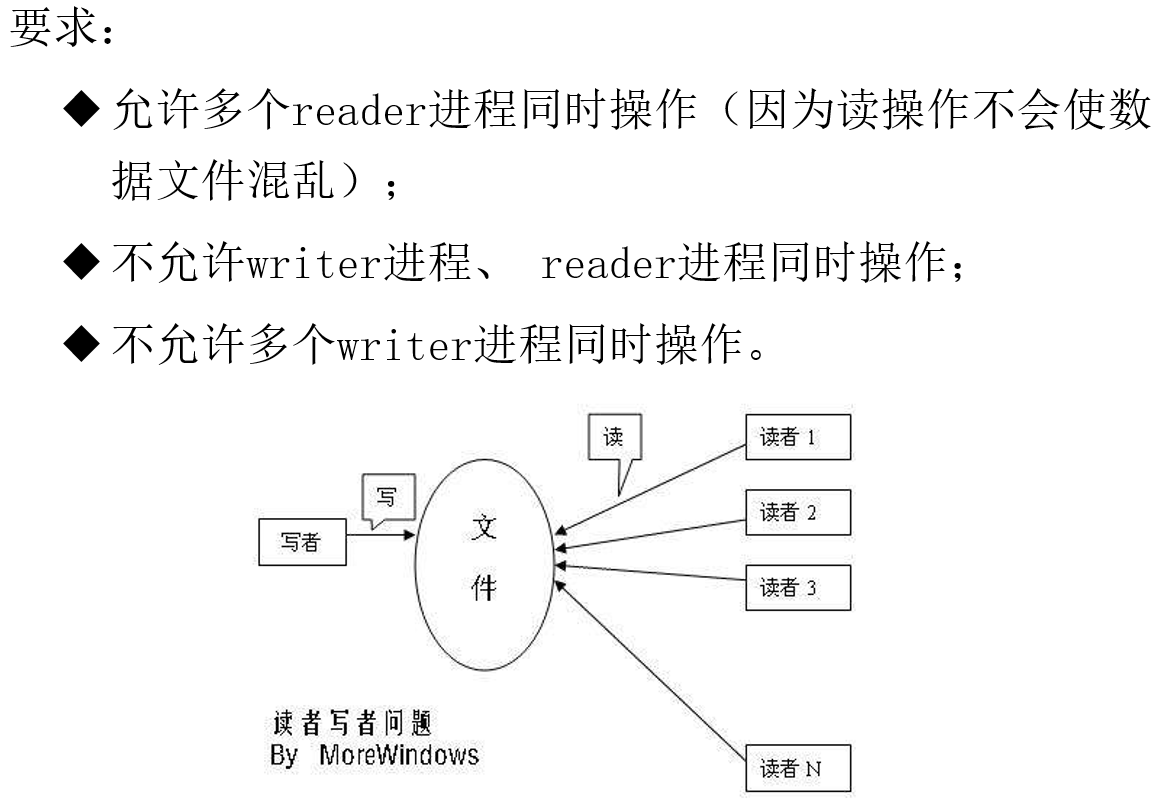 要求：
◆允许多个reader进程同时操作（因为读操作不会使数
据文件混乱）；
◆不允许writer进程、 reader进程同时操作；
◆不允许多个writer进程同时操作。
读
读者 1
写
读者 2
文
写者
件
读者 3
读者写者问题
By MoreWindows
读者 N